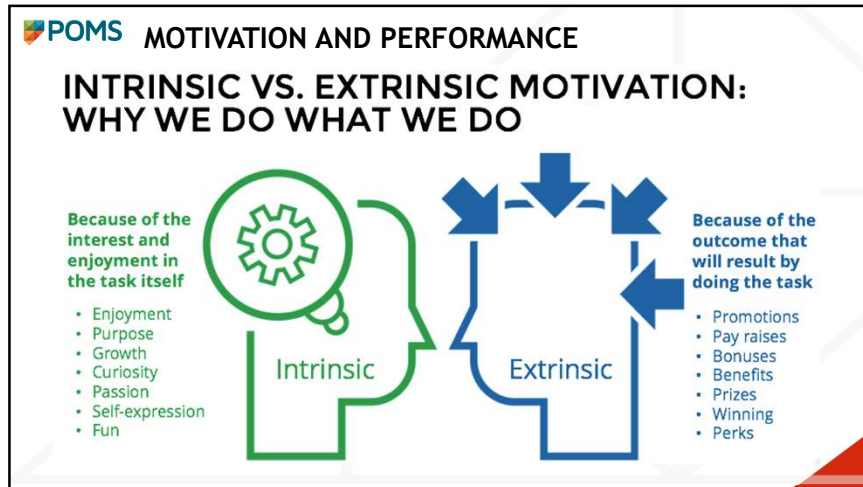 POMS MOTIVATION AND PERFORMANCE
INTRINSIC VS. EXTRINSIC MOTIVATION:
WHY WE DO WHAT WE DO
Because of the
interest and
enjoyment in
the task itself
• Enjoyment
• Purpose
• Growth
• Curiosity
• Passion
• Self-expression
• Fun
Intrinsic
Extrinsic
Because of the
outcome that
will result by
doing the task
• Promotions
• Pay raises
• Bonuses
• Benefits
• Prizes
• Winning
• Perks